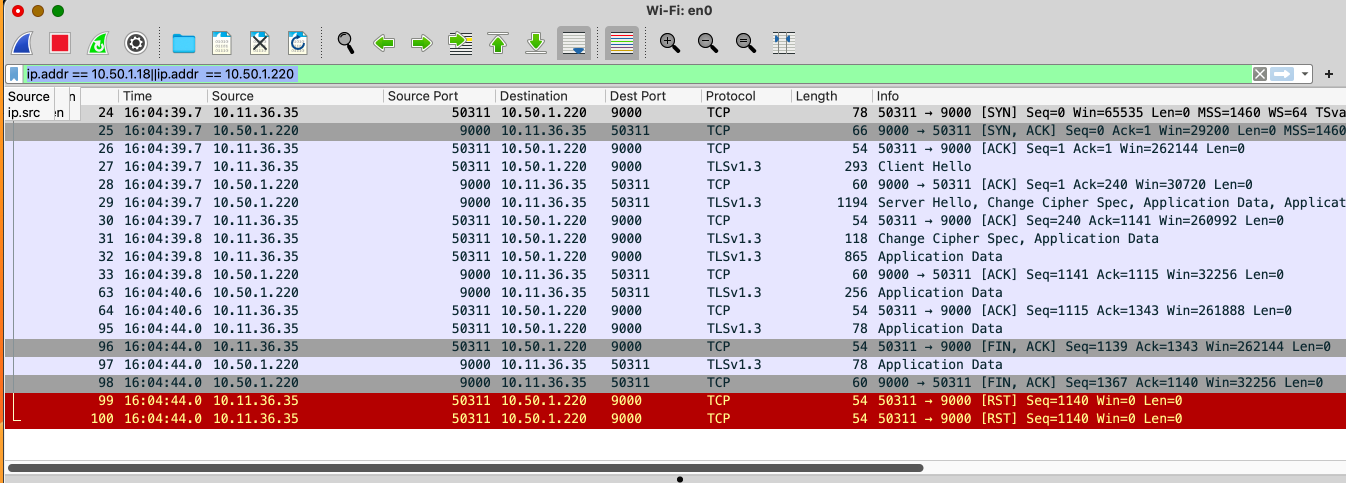 Wi-Fi: en0
ip.addr == 10.50.1.18||ip.addr == 10.50.1.220
Source n Time Source Source Port Destination Dest Port Protocol Length Info
ip.src en 24 16:04:39.7 10.11.36.35 50311 10.50.1.220 9000 TCP 78 50311 → 9000 [SYN] Seq=0 Win=65535 Len=0 MSS=1460 WS=64 TSva
25 16:04:39.7 10.50.1.220 9000 10.11.36.35 50311 TCP 66 9000 → 50311 [SYN, ACK] Seq=0 Ack=1 Win=29200 Len=0 MSS=1460
26 16:04:39.7 10.11.36.35 50311 10.50.1.220 9000 TCP 54 50311 → 9000 [ACK] Seq=1 Ack=1 Win=262144 Len=0
27 16:04:39.7 10.11.36.35 50311 10.50.1.220 9000 TLSv1.3 293 Client Hello
28 16:04:39.7 10.50.1.220 9000 10.11.36.35 50311 TCP 60 9000 → 50311 [ACK] Seq=1 Ack=240 Win=30720 Len=0
29 16:04:39.7 10.50.1.220 9000 10.11.36.35 50311 TLSv1.3 1194 Server Hello, Change Cipher Spec, Application Data, Applicat
30 16:04:39.7 10.11.36.35 50311 10.50.1.220 9000 TCP 54 50311 → 9000 [ACK] Seq=240 Ack=1141 Win=260992 Len=0
31 16:04:39.8 10.11.36.35 50311 10.50.1.220 9000 TLSv1.3 118 Change Cipher Spec, Application Data
32 16:04:39.8 10.11.36.35 50311 10.50.1.220 9000 TLSv1.3 865 Application Data
33 16:04:39.8 10.50.1.220 9000 10.11.36.35 50311 TCP 60 9000 → 50311 [ACK] Seq=1141 Ack=1115 Win=32256 Len=0
63 16:04:40.6 10.50.1.220 9000 10.11.36.35 50311 TLSv1.3 256 Application Data
64 16:04:40.6 10.11.36.35 50311 10.50.1.220 9000 TCP 54 50311 → 9000 [ACK] Seq=1115 Ack=1343 Win=261888 Len=0
95 16:04:44.0 10.11.36.35 50311 10.50.1.220 9000 TLSv1.3 78 Application Data
96 16:04:44.0 10.11.36.35 50311 10.50.1.220 9000 TCP 54 50311 → 9000 [FIN, ACK] Seq=1139 Ack=1343 Win=262144 Len=0
97 16:04:44.0 10.50.1.220 9000 10.11.36.35 50311 TLSv1.3 78 Application Data
98 16:04:44.0 10.50.1.220 9000 10.11.36.35 50311 TCP 60 9000 → 50311 [FIN, ACK] Seq=1367 Ack=1140 Win=32256 Len=0
99 16:04:44.0 10.11.36.35 50311 10.50.1.220 9000 TCP 54 50311 → 9000 [RST] Seq=1140 Win=0 Len=0
100 16:04:44.0 10.11.36.35 50311 10.50.1.220 9000 TCP 54 50311 → 9000 [RST] Seq=1140 Win=0 Len=0